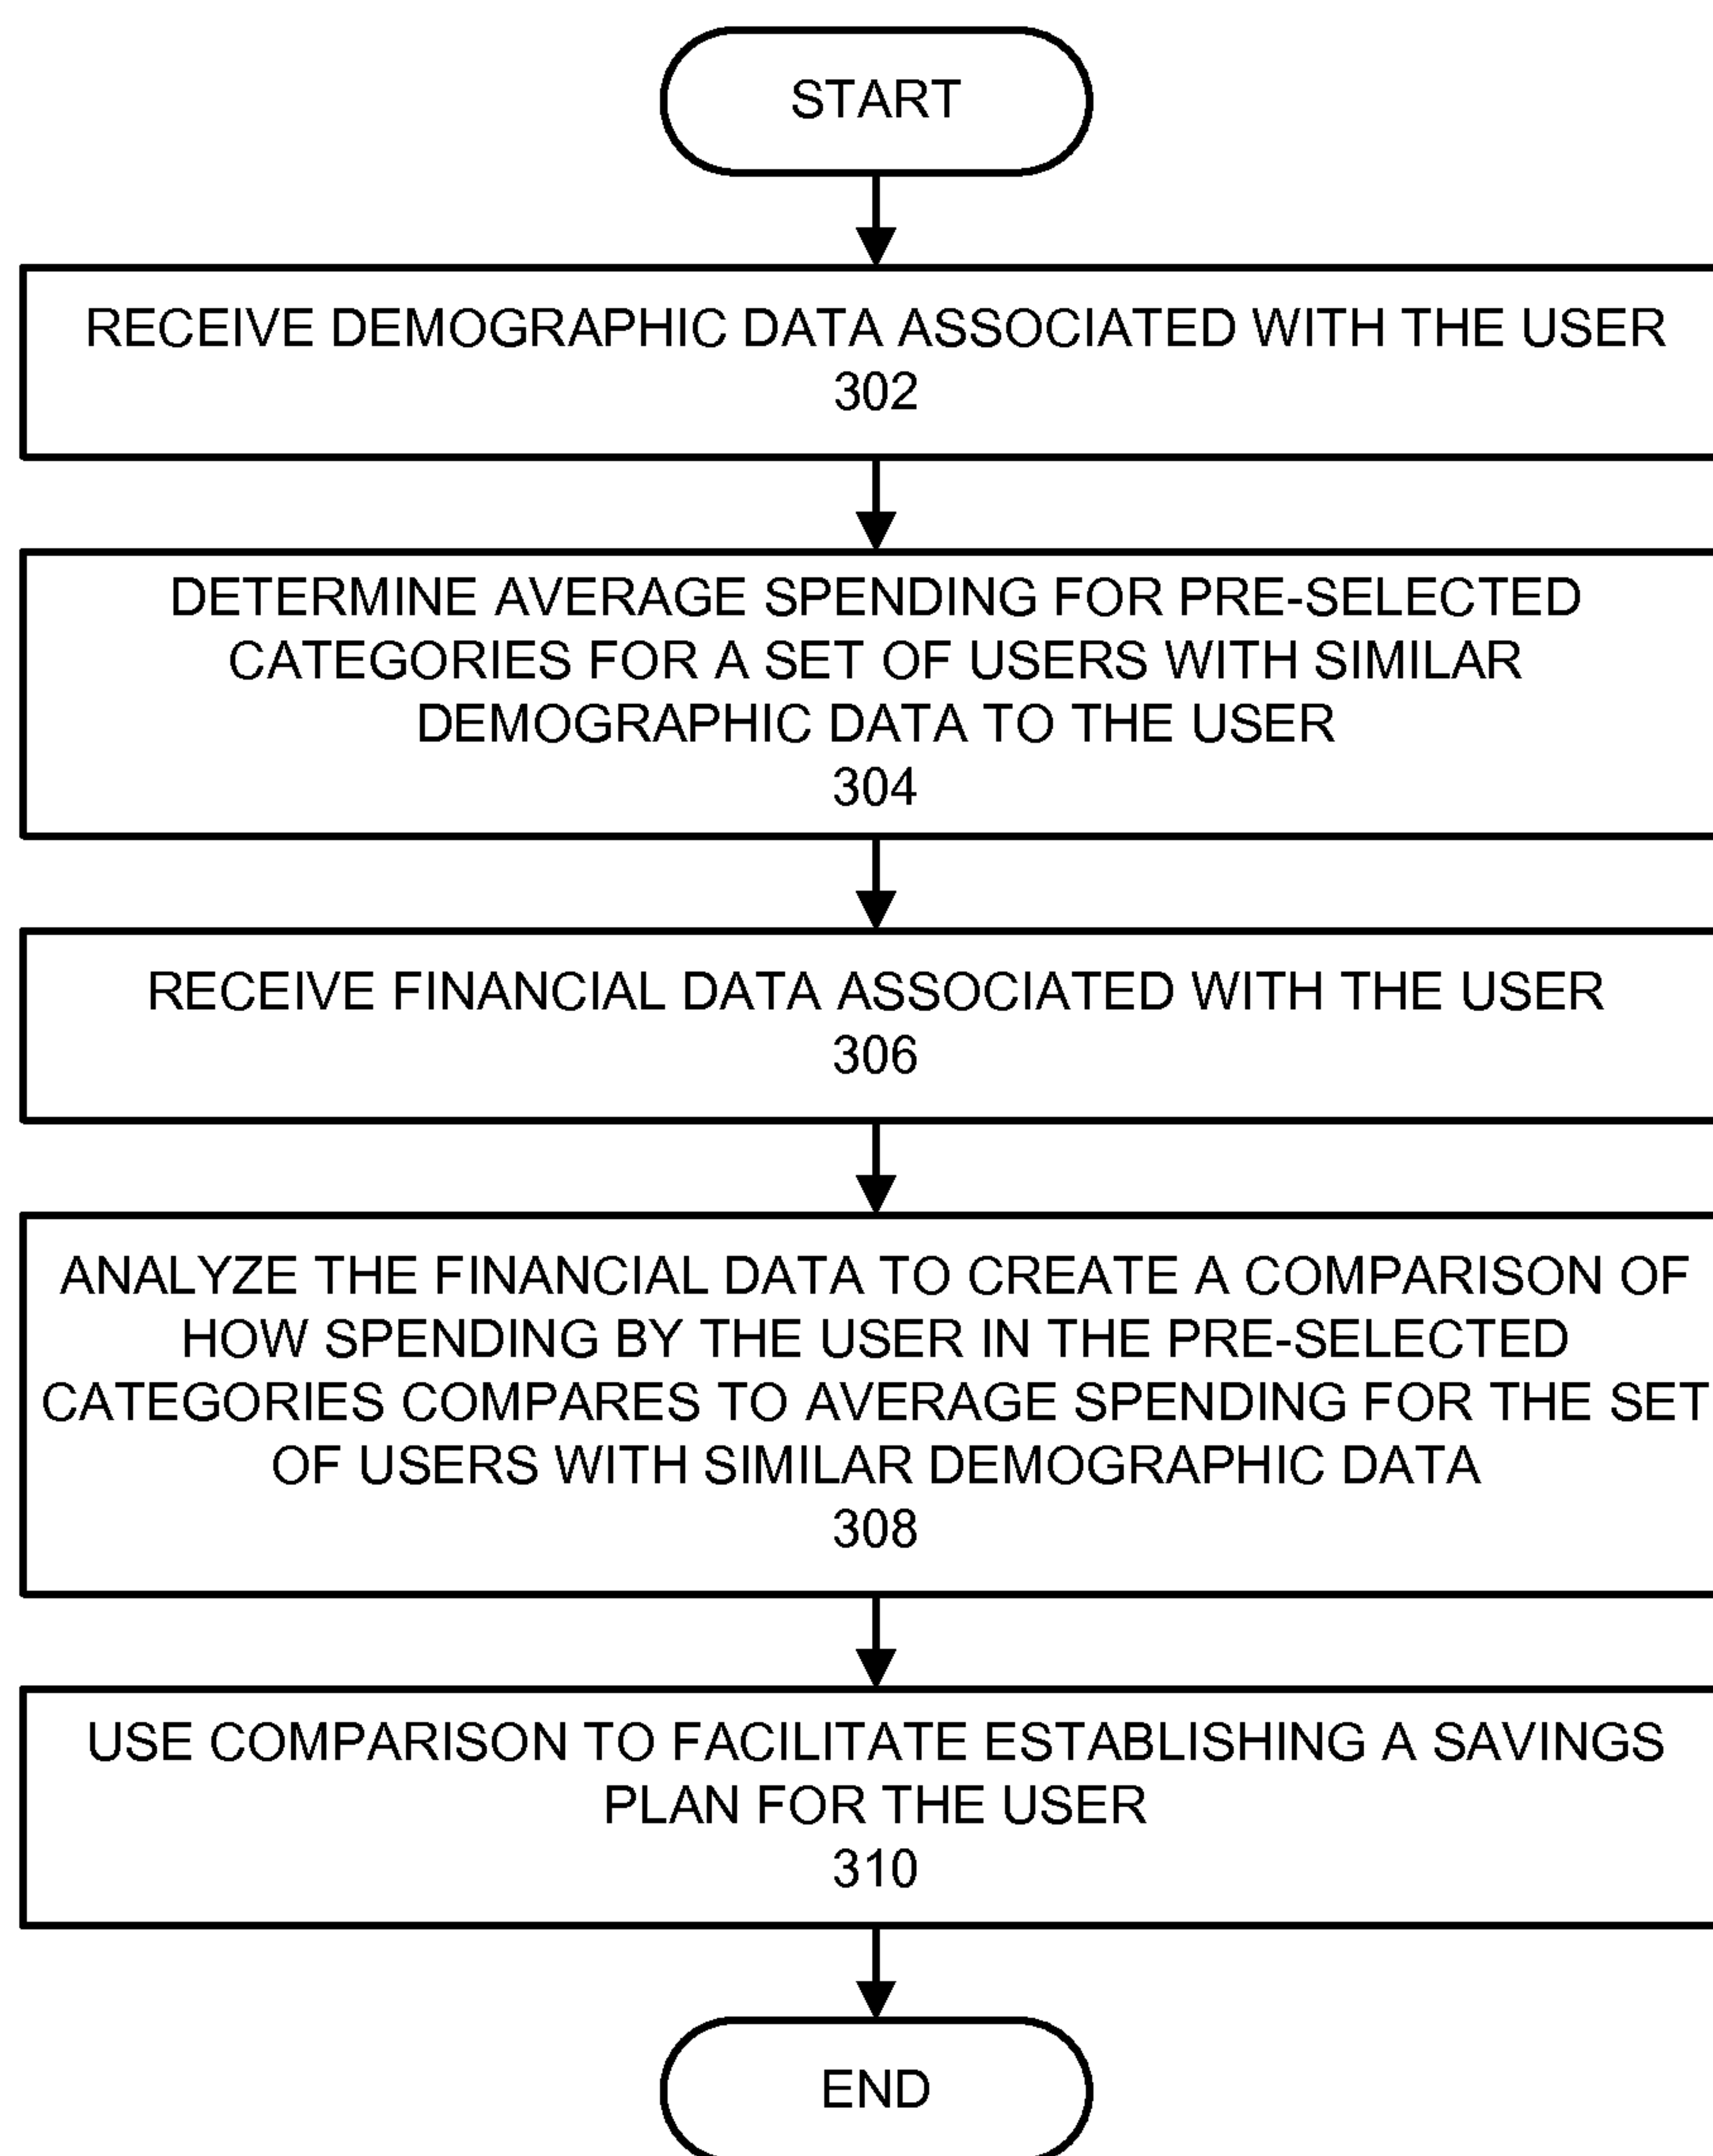 START
RECEIVE DEMOGRAPHIC DATA ASSOCIATED WITH THE USER
302
DETERMINE AVERAGE SPENDING FOR PRE-SELECTED
CATEGORIES FOR A SET OF USERS WITH SIMILAR
DEMOGRAPHIC DATA TO THE USER
304
RECEIVE FINANCIAL DATA ASSOCIATED WITH THE USER
306
ANALYZE THE FINANCIAL DATA TO CREATE A COMPARISON OF
HOW SPENDING BY THE USER IN THE PRE-SELECTED
CATEGORIES COMPARES TO AVERAGE SPENDING FOR THE SET
OF USERS WITH SIMILAR DEMOGRAPHIC DATA
308
USE COMPARISON TO FACILITATE ESTABLISHING A SAVINGS
PLAN FOR THE USER
310
END